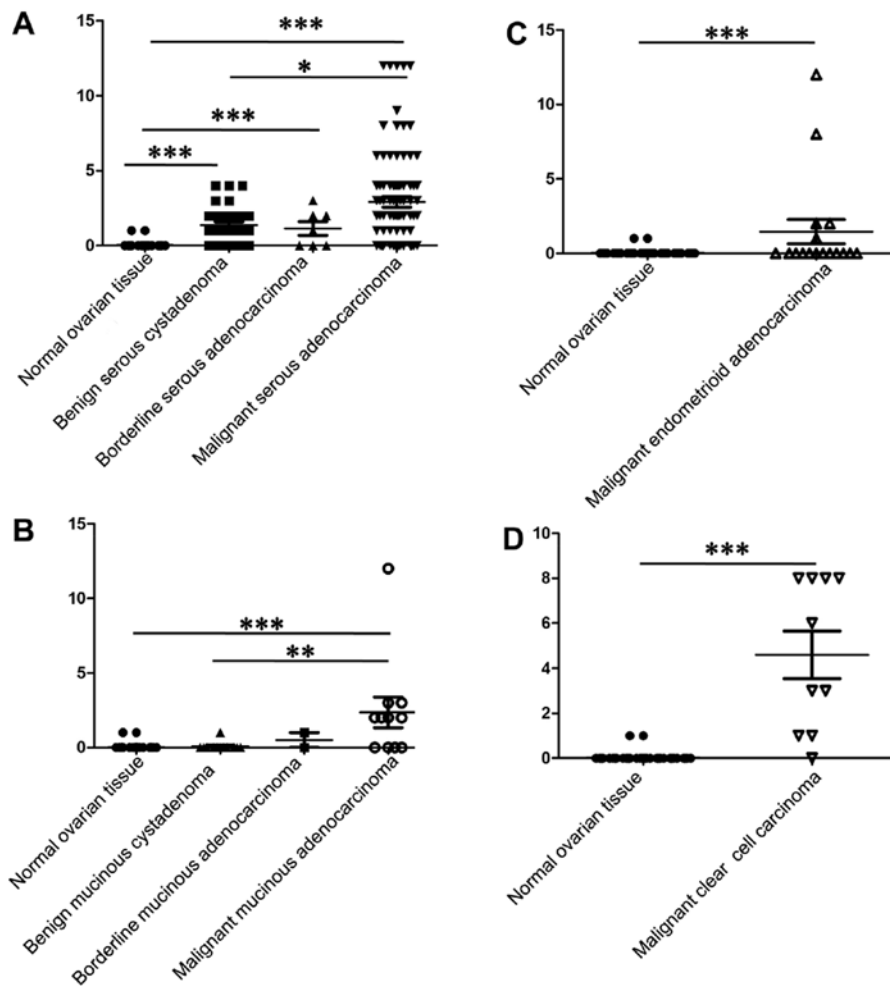 A
15
10
5
0
***
*
***
***
Normal ovarian tissue
Benign serous cystadenoma
Borderline serous adenocarcinoma
Malignant serous adenocarcinoma
C
15
10
5
0
***
Normal ovarian tissue
Malignant endometrioid adenocarcinoma
B
15
10
5
0
***
**
Normal ovarian tissue
Benign mucinous cystadenoma
Borderline mucinous adenocarcinoma
Malignant mucinous adenocarcinoma
D
10
8
6
4
2
0
***
Normal ovarian tissue
Malignant clear cell carcinoma